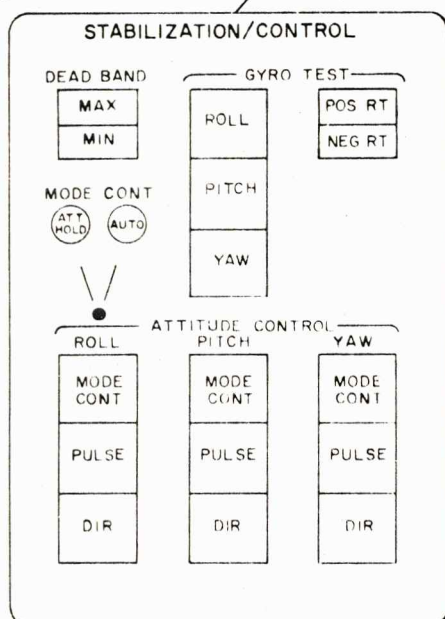 STABILIZATION/CONTROL
DEAD BAND
MAX
MIN
GYRO TEST
ROLL
PITCH
YAW
POS RT
NEG RT
MODE CONT
ATT HOLD
AUTO
ATTITUDE CONTROL
ROLL
PITCH
YAW
MODE CONT
PULSE
DIR
MODE CONT
PULSE
DIR
MODE CONT
PULSE
DIR